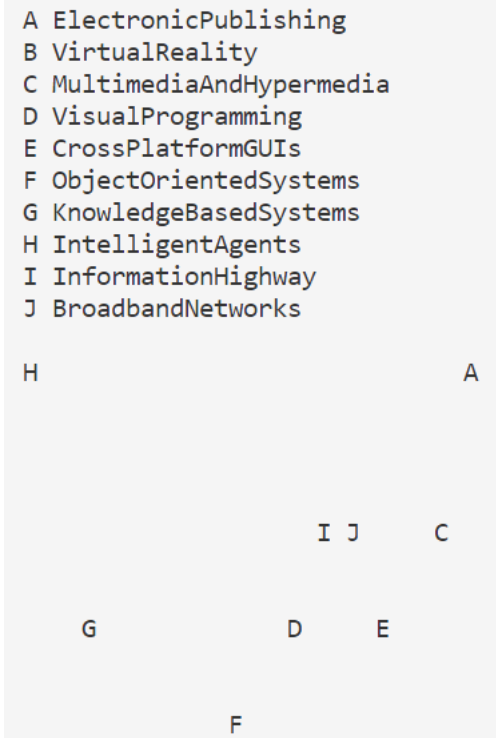 A ElectronicPublishing
B VirtualReality
C MultimediaAndHypermedia
D VisualProgramming
E CrossPlatformGUIs
F ObjectOrientedSystems
G KnowledgeBasedSystems
H IntelligentAgents
I InformationHighway
J BroadbandNetworks
H A
I J C
G D E
F